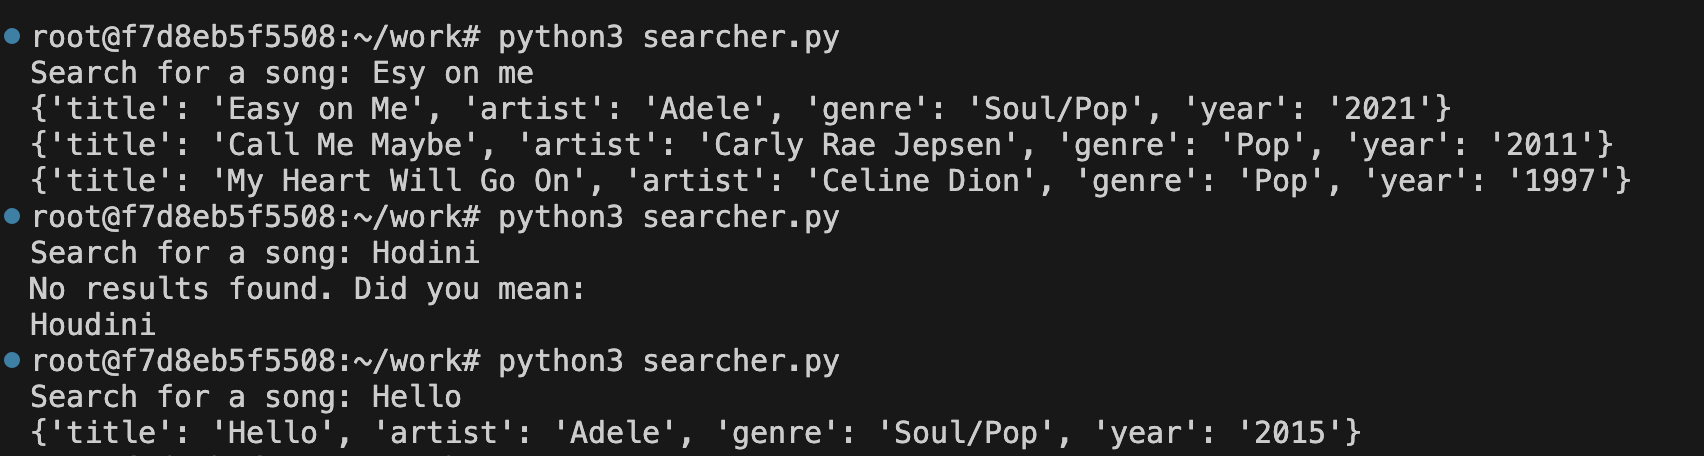 root@f7d8eb5f5508:~/work# python3 searcher.py
Search for a song: Esy on me
{'title': 'Easy on Me', 'artist': 'Adele', 'genre': 'Soul/Pop', 'year': '2021'}
{'title': 'Call Me Maybe', 'artist': 'Carly Rae Jepsen', 'genre': 'Pop', 'year': '2011'}
{'title': 'My Heart Will Go On', 'artist': 'Celine Dion', 'genre': 'Pop', 'year': '1997'}
root@f7d8eb5f5508:~/work# python3 searcher.py
Search for a song: Hodini
No results found. Did you mean:
Houdini
root@f7d8eb5f5508:~/work# python3 searcher.py
Search for a song: Hello
{'title': 'Hello', 'artist': 'Adele', 'genre': 'Soul/Pop', 'year': '2015'}